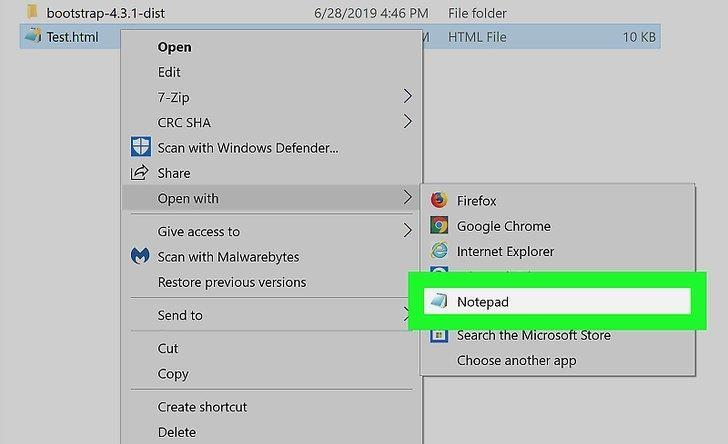 bootstrap-4.3.1-dist 6/28/2019 4:46 PM File folder
Test.html M HTML File 10 KB
Open
Edit
7-Zip
CRC SHA
Scan with Windows Defender...
Share
Open with
Give access to
Scan with Malwarebytes
Restore previous versions
Send to
Cut
Copy
Create shortcut
Delete
Firefox
Google Chrome
Internet Explorer
Notepad
Search the Microsoft Store
Choose another app